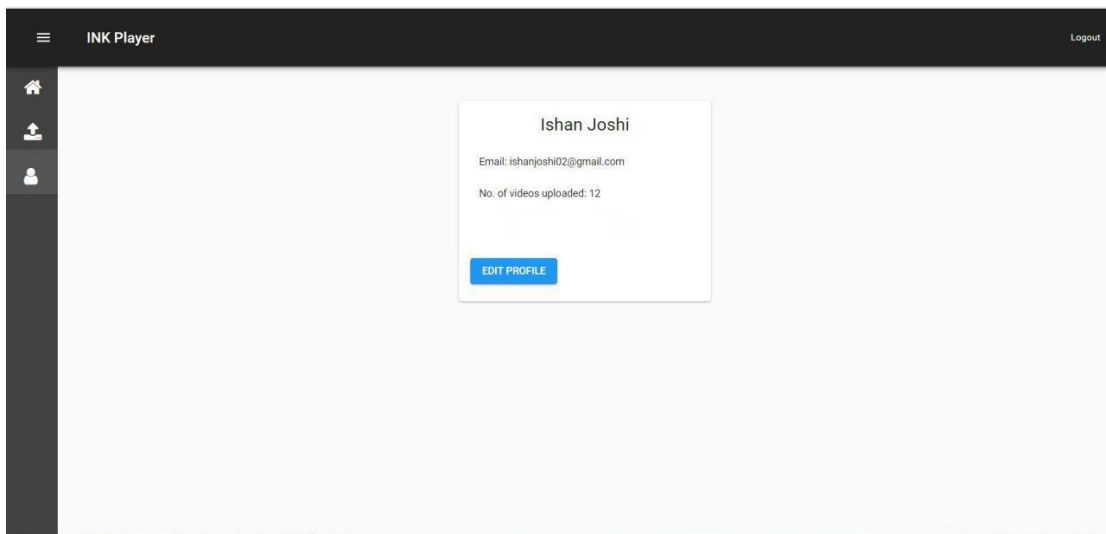 INK Player
Logout
Ishan Joshi
Email: ishanjoshi02@gmail.com
No. of videos uploaded: 12
EDIT PROFILE